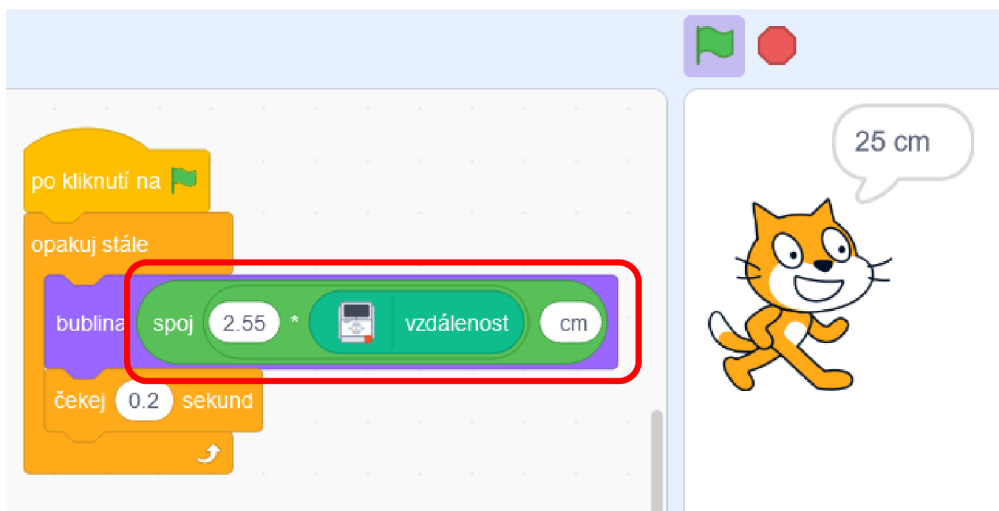 25 cm
po kliknutí na
opakuj stále
bublina spoj 2.55 * vzdálenost cm
čekej 0.2 sekund